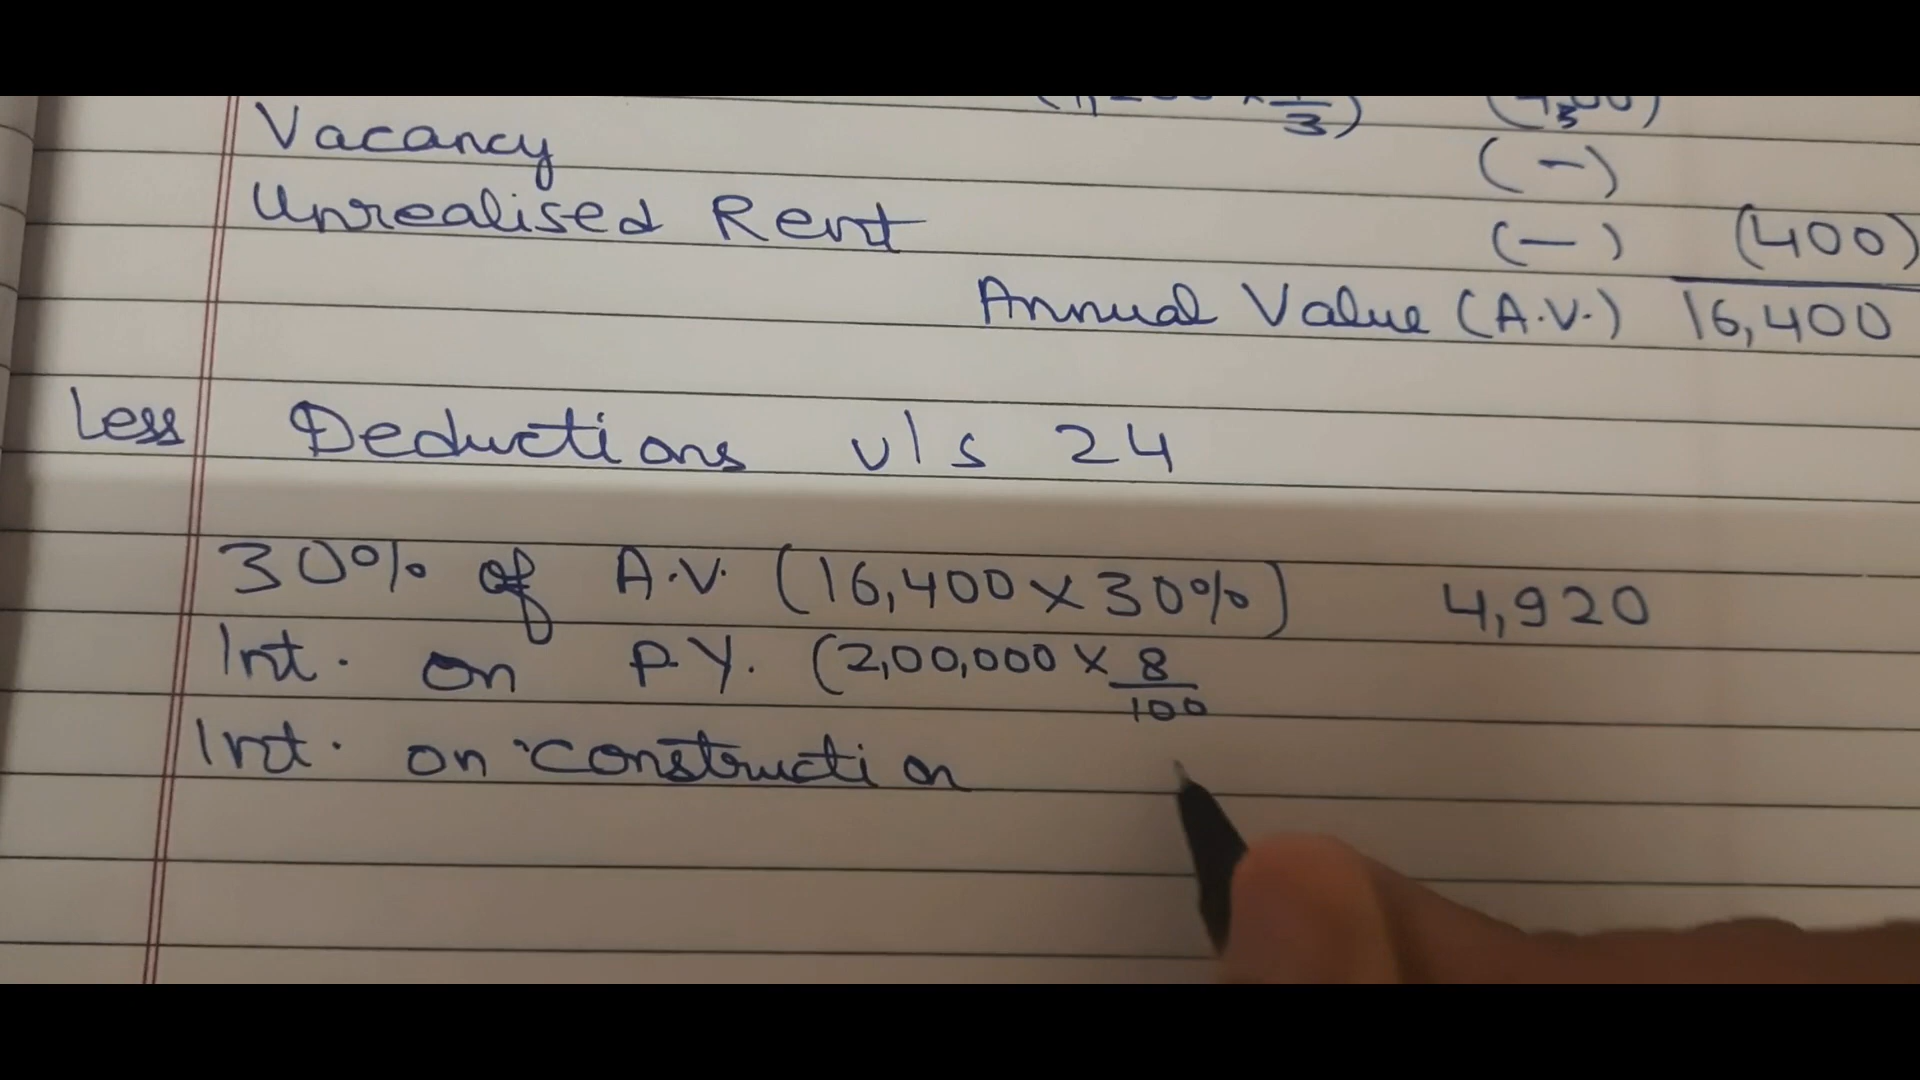 Vacancy (-)
Unrealised Rent (-) (400)
Annual Value (A.V.) 16,400
Less Deductions u/s 24
30% of A.V. (16,400 x 30%) 4,920
Int. on P.Y. (2,00,000 x 8/100
Int. on construction